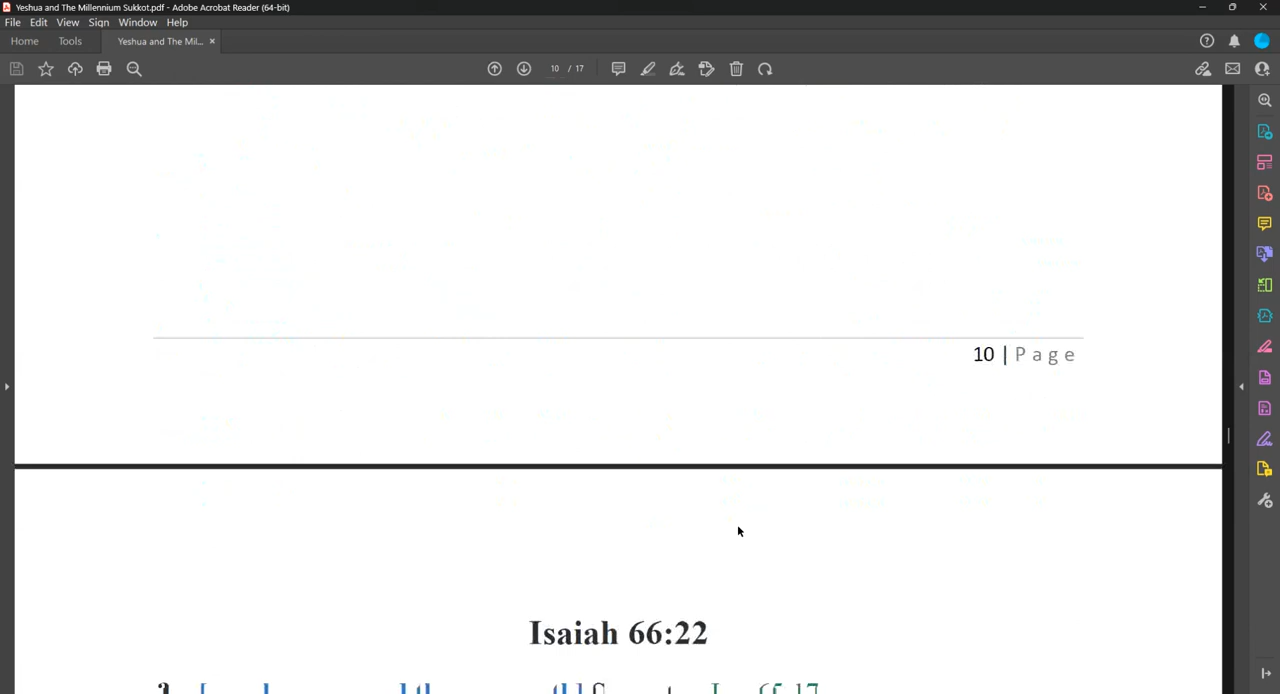 Yeshua and The Millennium Sukkot.pdf - Adobe Acrobat Reader (64-bit)
File Edit View Sign Window Help
Home Tools Yeshua and The Mil... ×
10 / 17
10 | Page
Isaiah 66:22